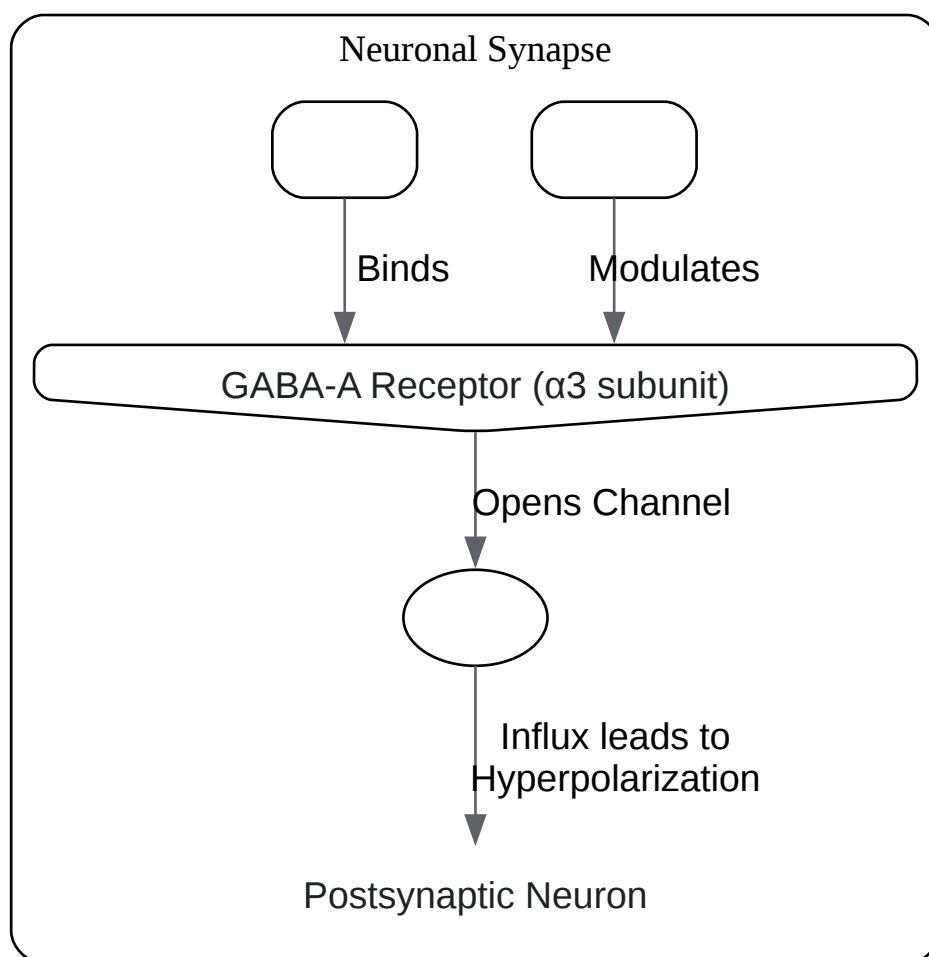 Neuronal Synapse
Binds
Modulates
GABA-A Receptor (α3 subunit)
Opens Channel
Influx leads to
Hyperpolarization
Postsynaptic Neuron